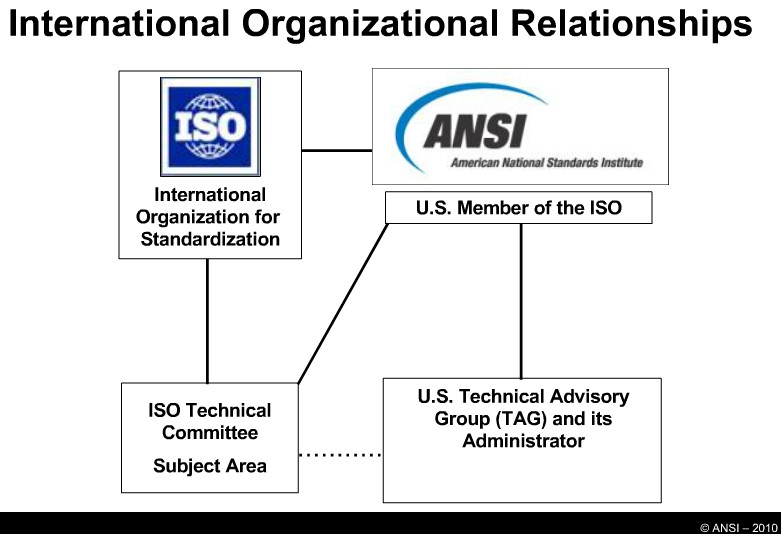 International Organizational Relationships
ISO
International
Organization for
Standardization
ANSI
American National Standards Institute
U.S. Member of the ISO
ISO Technical
Committee
Subject Area
U.S. Technical Advisory
Group (TAG) and its
Administrator
© ANSI – 2010